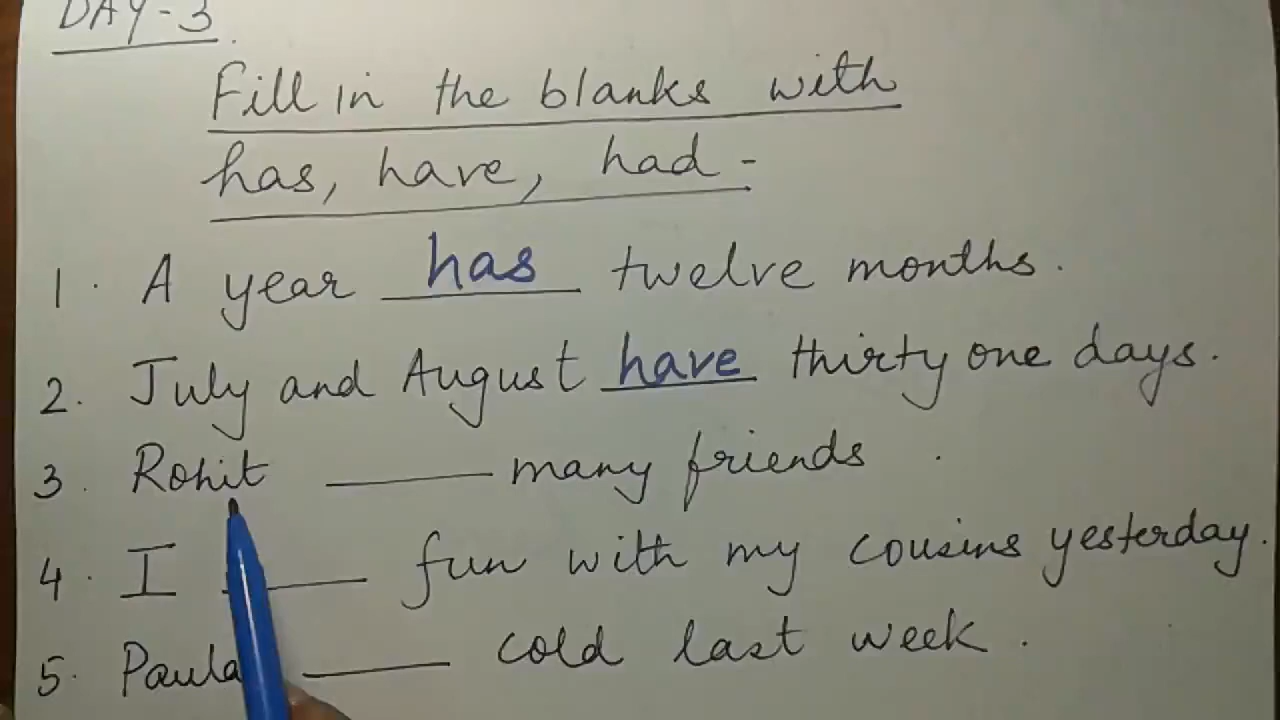 DAY-3.
Fill in the blanks with
has, have, had -
1. A year has twelve months.
2. July and August have thirty one days.
3. Rohit ______ many friends.
4. I ______ fun with my cousins yesterday.
5. Paula ______ cold last week.